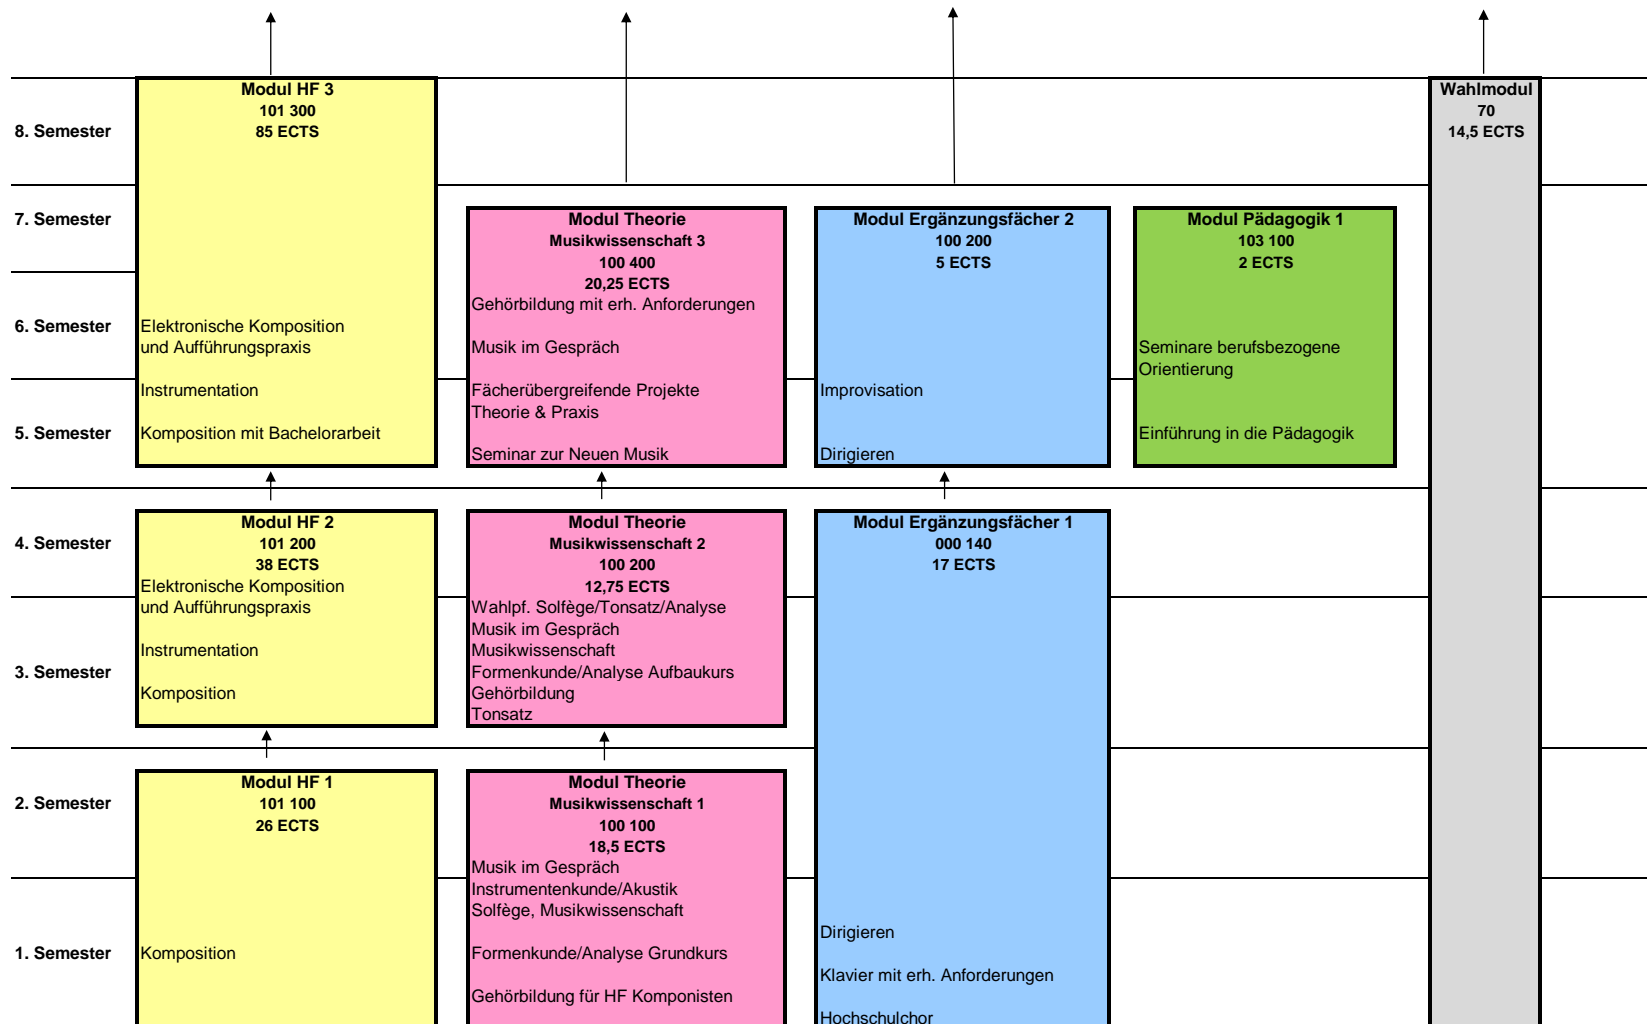 Modul HF 3
101 300
85 ECTS
Wahlmodul
70
14,5 ECTS
8. Semester
7. Semester
Modul Theorie
Musikwissenschaft 3
100 400
20,25 ECTS
Gehörbildung mit erh. Anforderungen
Musik im Gespräch
Fächerübergreifende Projekte
Theorie & Praxis
Seminar zur Neuen Musik
Modul Ergänzungsfächer 2
100 200
5 ECTS
Improvisation
Dirigieren
Modul Pädagogik 1
103 100
2 ECTS
Seminare berufsbezogene
Orientierung
Einführung in die Pädagogik
6. Semester
Elektronische Komposition
und Aufführungspraxis
Instrumentation
5. Semester
Komposition mit Bachelorarbeit
4. Semester
Modul HF 2
101 200
38 ECTS
Elektronische Komposition
und Aufführungspraxis
Instrumentation
Komposition
Modul Theorie
Musikwissenschaft 2
100 200
12,75 ECTS
Wahlpf. Solfège/Tonsatz/Analyse
Musik im Gespräch
Musikwissenschaft
Formenkunde/Analyse Aufbaukurs
Gehörbildung
Tonsatz
Modul Ergänzungsfächer 1
000 140
17 ECTS
3. Semester
2. Semester
Modul HF 1
101 100
26 ECTS
Modul Theorie
Musikwissenschaft 1
100 100
18,5 ECTS
Musik im Gespräch
Instrumentenkunde/Akustik
Solfège, Musikwissenschaft
Formenkunde/Analyse Grundkurs
Gehörbildung für HF Komponisten
1. Semester
Komposition
Dirigieren
Klavier mit erh. Anforderungen
Hochschulchor